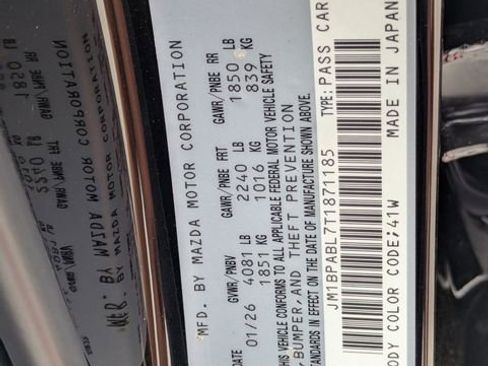 MFD. BY MAZDA MOTOR CORPORATION
DATE GVWR/PNBV GAWR/PNBE FRT GAWR/PNBE RR
01/26 4081 LB 2240 LB 1850 LB
1851 KG 1016 KG 839 KG
THIS VEHICLE CONFORMS TO ALL APPLICABLE FEDERAL MOTOR VEHICLE SAFETY
BUMPER, AND THEFT PREVENTION
STANDARDS IN EFFECT ON THE DATE OF MANUFACTURE SHOWN ABOVE.
JM1BPABL7T1871185 TYPE: PASS CAR
BODY COLOR CODE: 41W MADE IN JAPAN